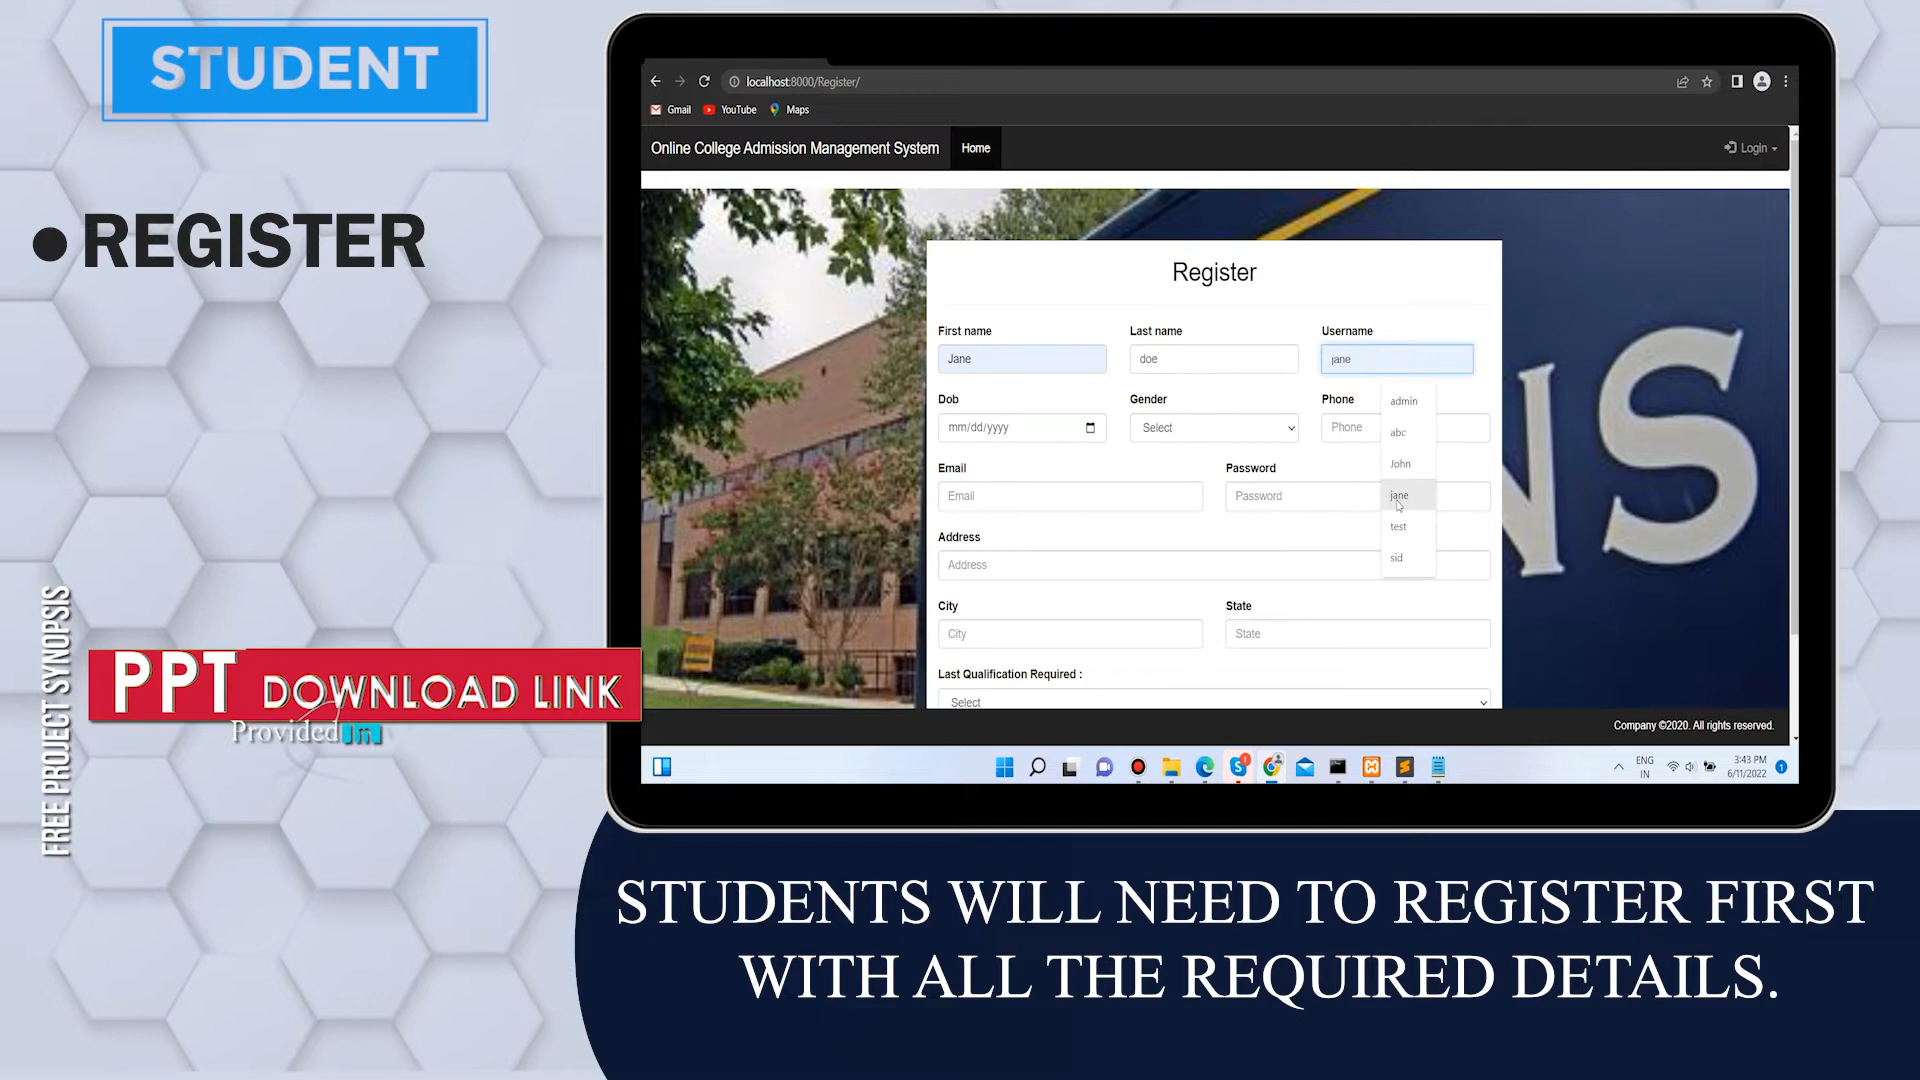 STUDENT
●REGISTER
FREE PROJECT SYNOPSIS
PPT DOWNLOAD LINK
Provided In
localhost:8000/Register/
Gmail YouTube Maps
Online College Admission Management System Home Login
NS
Register
First name Last name Username
Jane doe jane
Dob Gender Phone
mm/dd/yyyy Select Phone
admin
abc
John
jane
test
sid
Email Password
Email Password
Address
Address
City State
City State
Last Qualification Required :
Select
Company ©2020. All rights reserved.
ENG
IN
3:43 PM
6/11/2022
1
STUDENTS WILL NEED TO REGISTER FIRST
WITH ALL THE REQUIRED DETAILS.